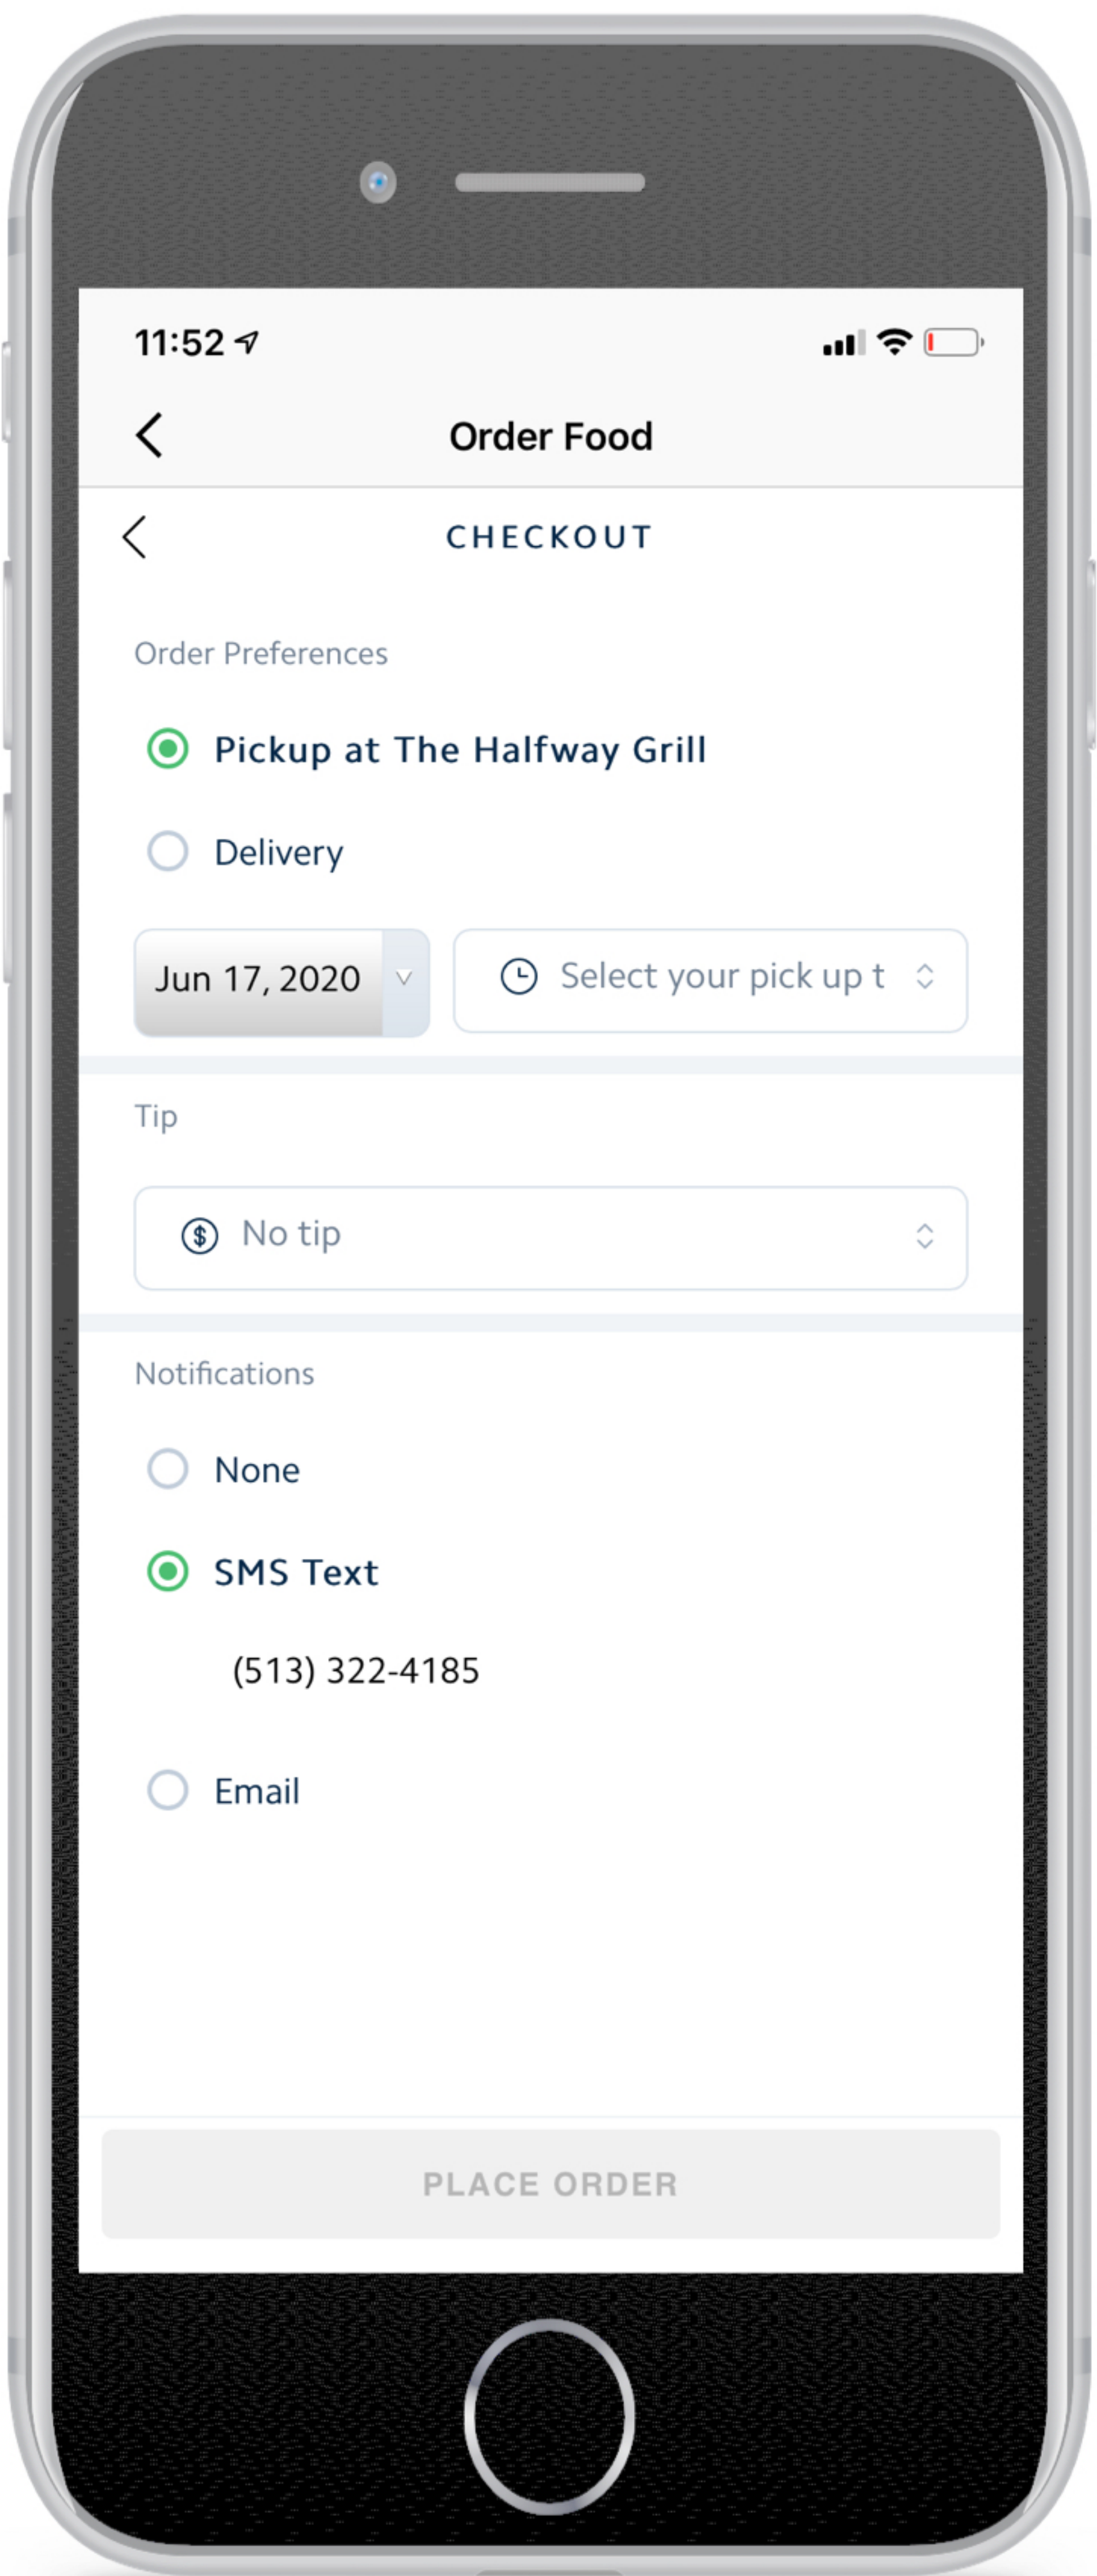 11:52
Order Food
CHECKOUT
Order Preferences
Pickup at The Halfway Grill
Delivery
Jun 17, 2020
Select your pick up t
Tip
$ No tip
Notifications
None
SMS Text
(513) 322-4185
Email
PLACE ORDER